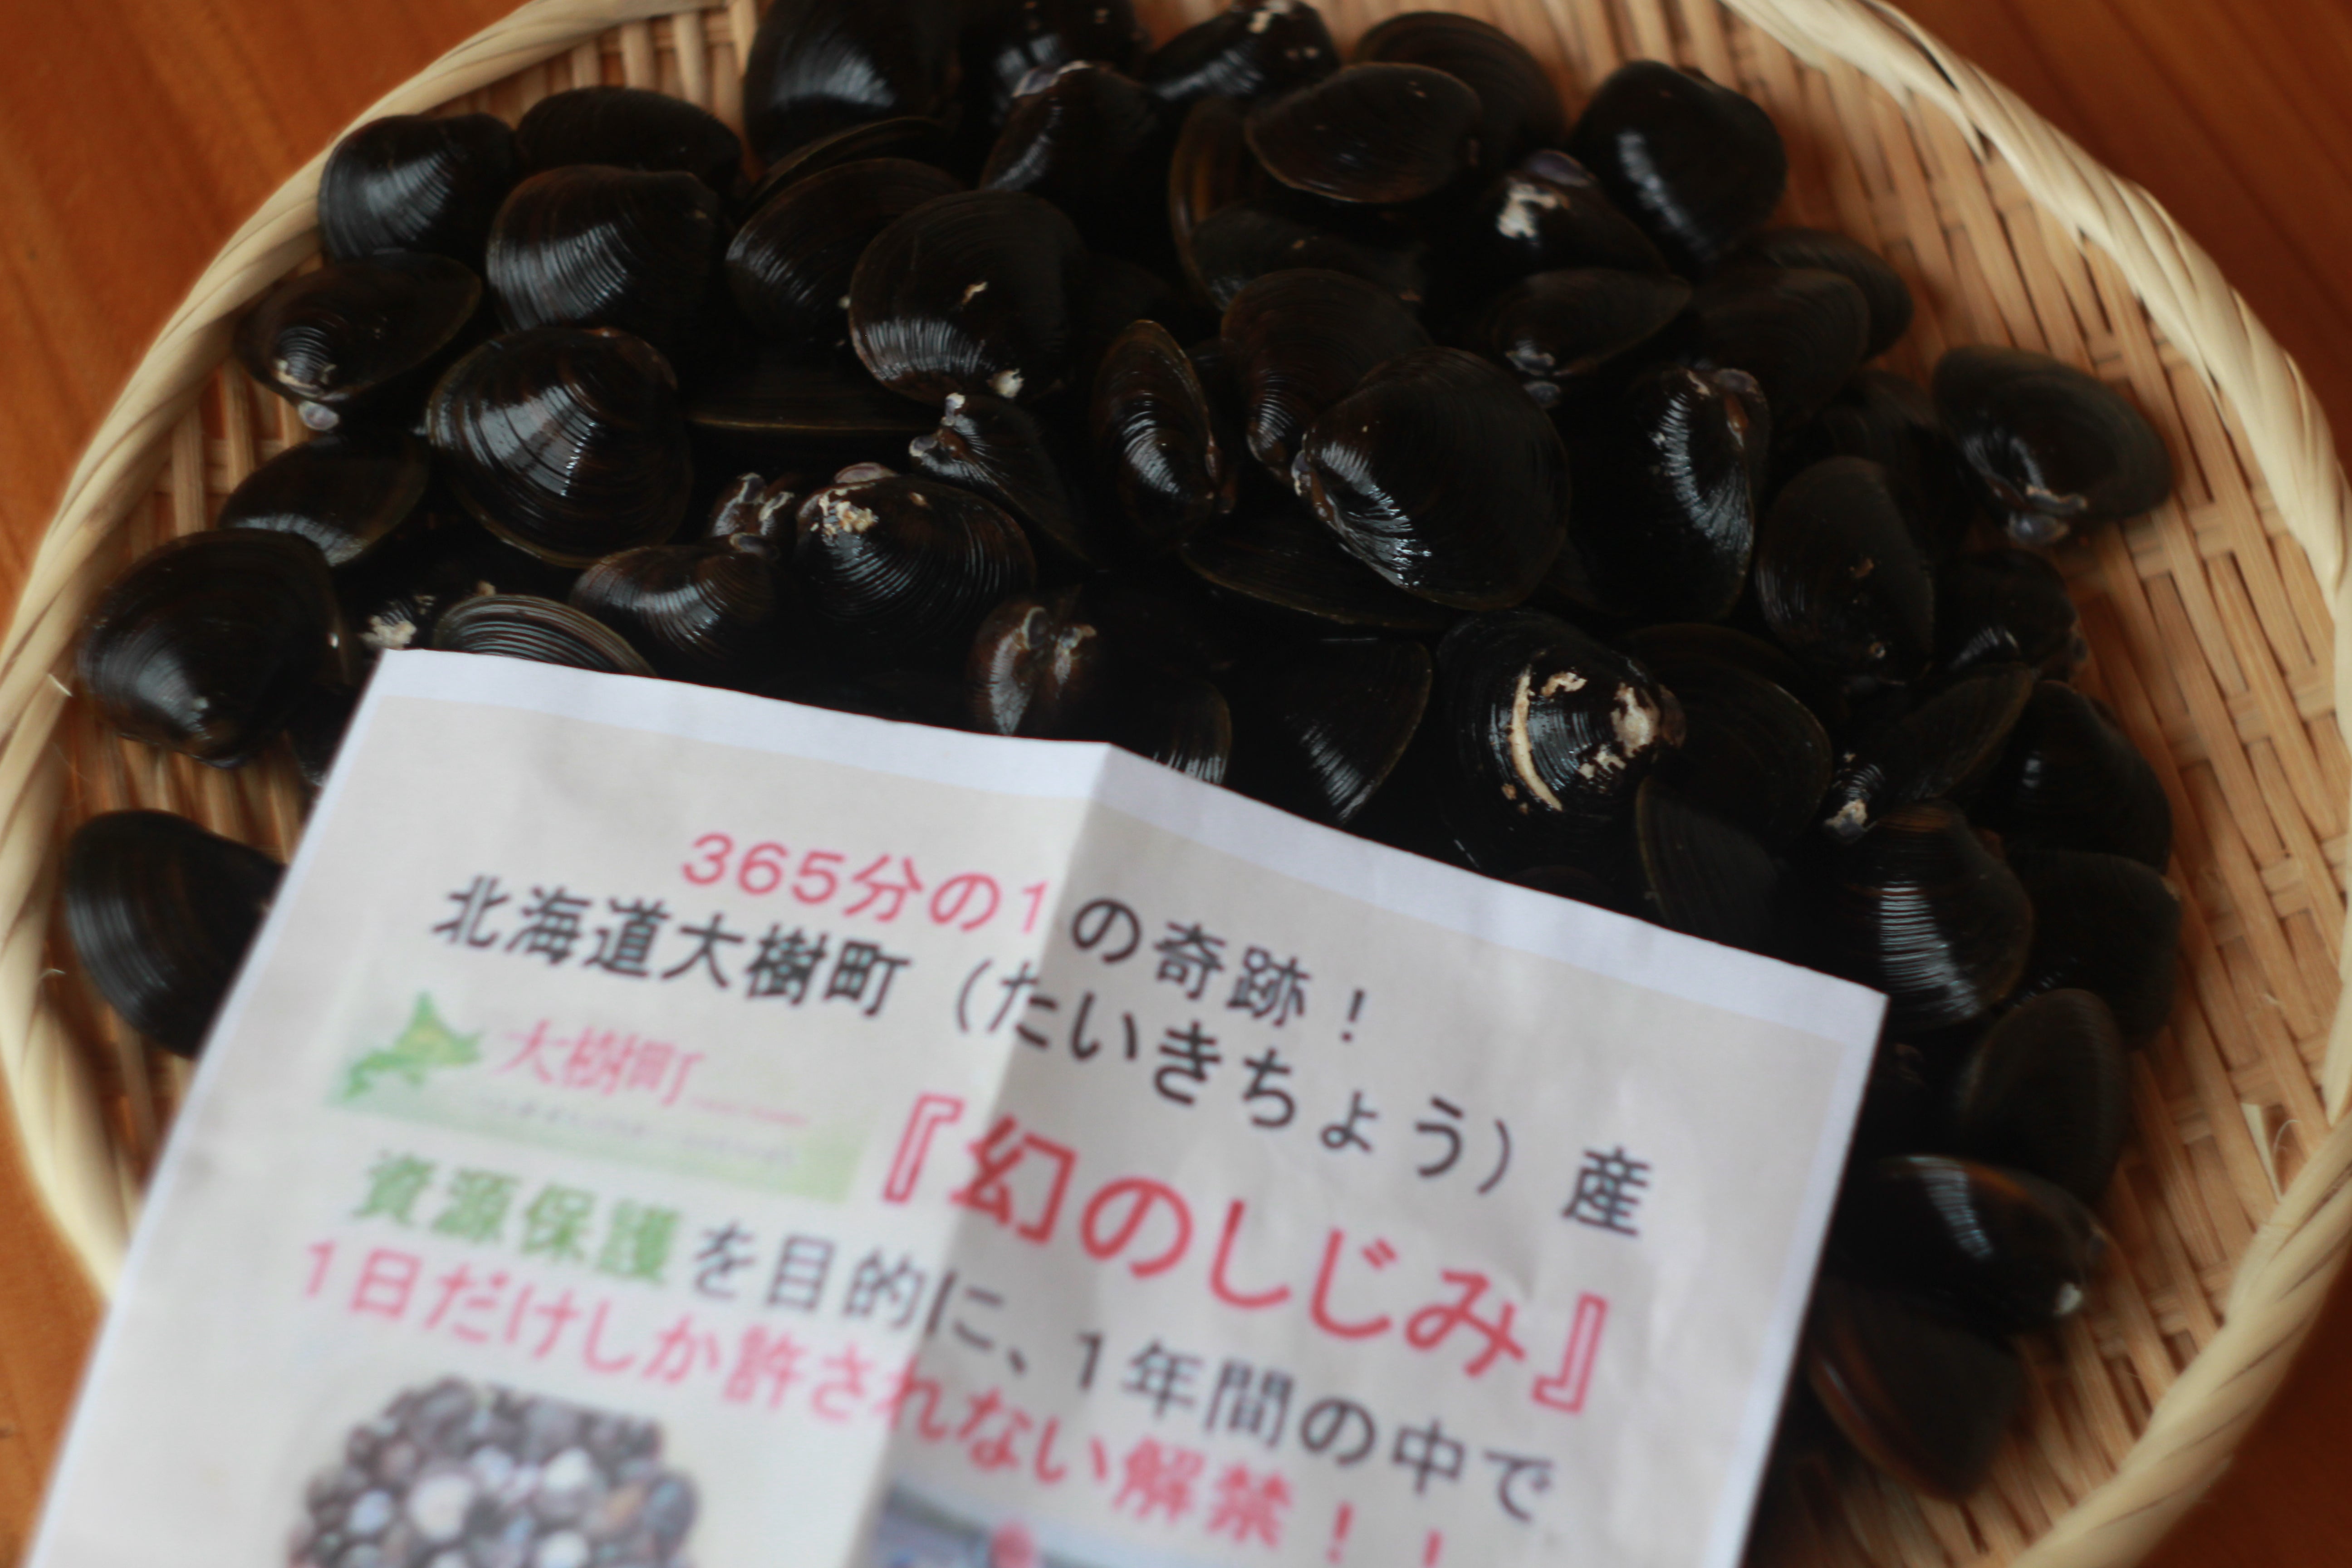 365分の1の奇跡!
北海道大樹町(たいきちょう)産
大樹町
『幻のしじみ』
資源保護を目的に、1年間の中で
1日だけしか許されない解禁!!